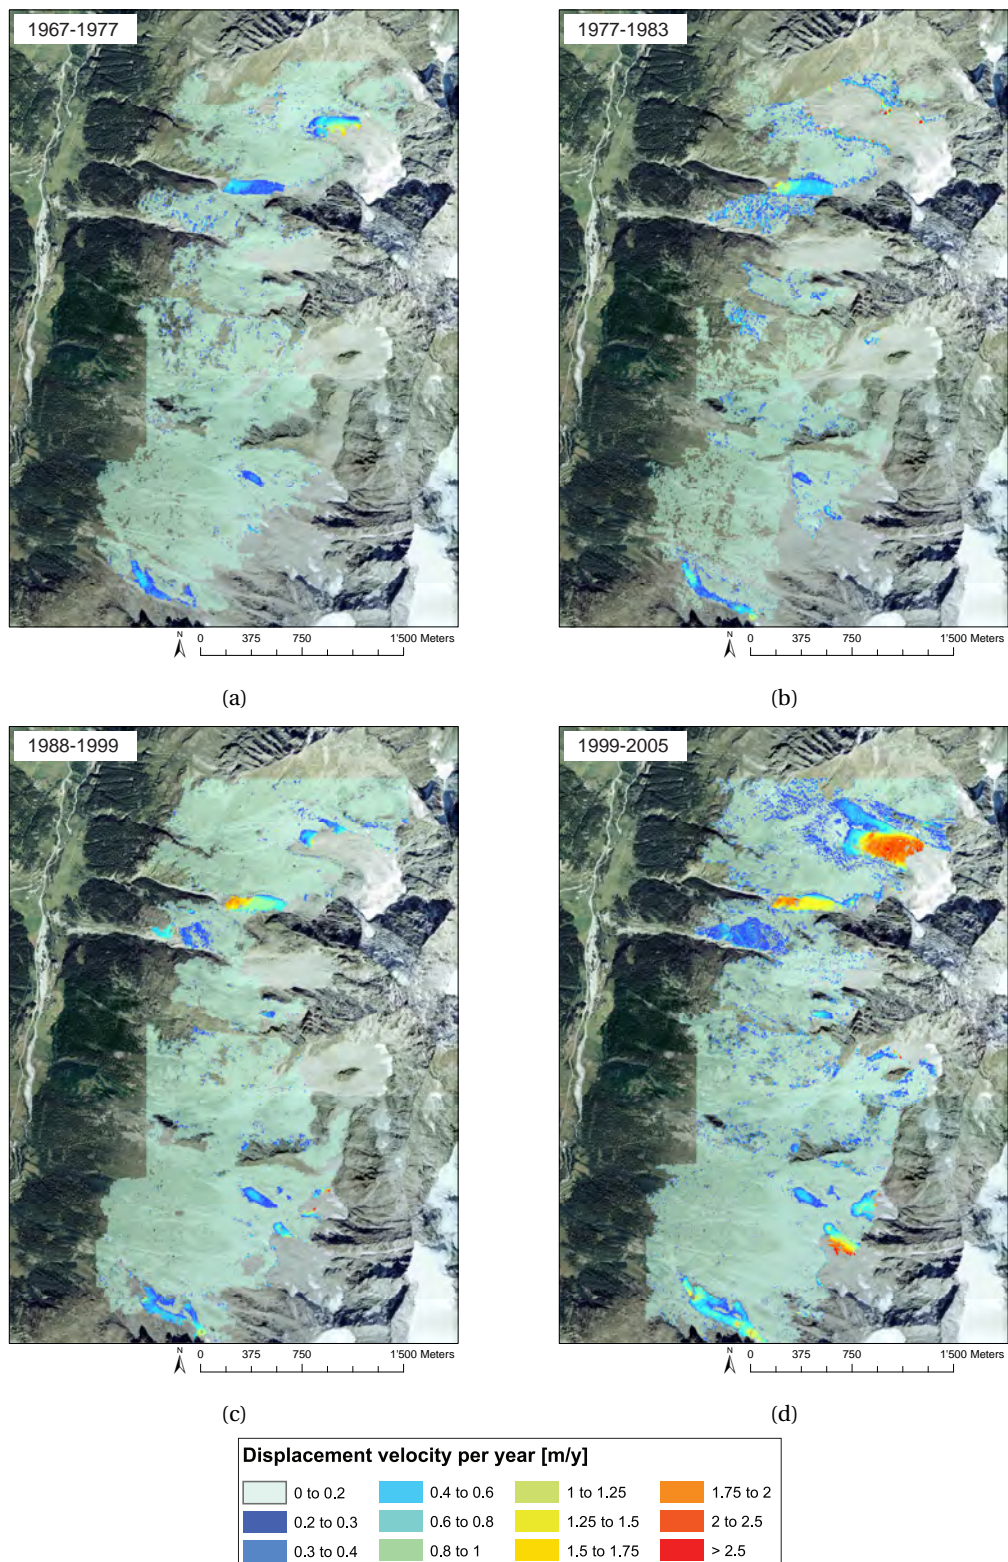 1967-1977
1977-1983
N 0 375 750 1'500 Meters
N 0 375 750 1'500 Meters
(a)
(b)
1988-1999
1999-2005
N 0 375 750 1'500 Meters
N 0 375 750 1'500 Meters
(c)
(d)
Displacement velocity per year [m/y]
0 to 0.2 0.4 to 0.6 1 to 1.25 1.75 to 2
0.2 to 0.3 0.6 to 0.8 1.25 to 1.5 2 to 2.5
0.3 to 0.4 0.8 to 1 1.5 to 1.75 > 2.5